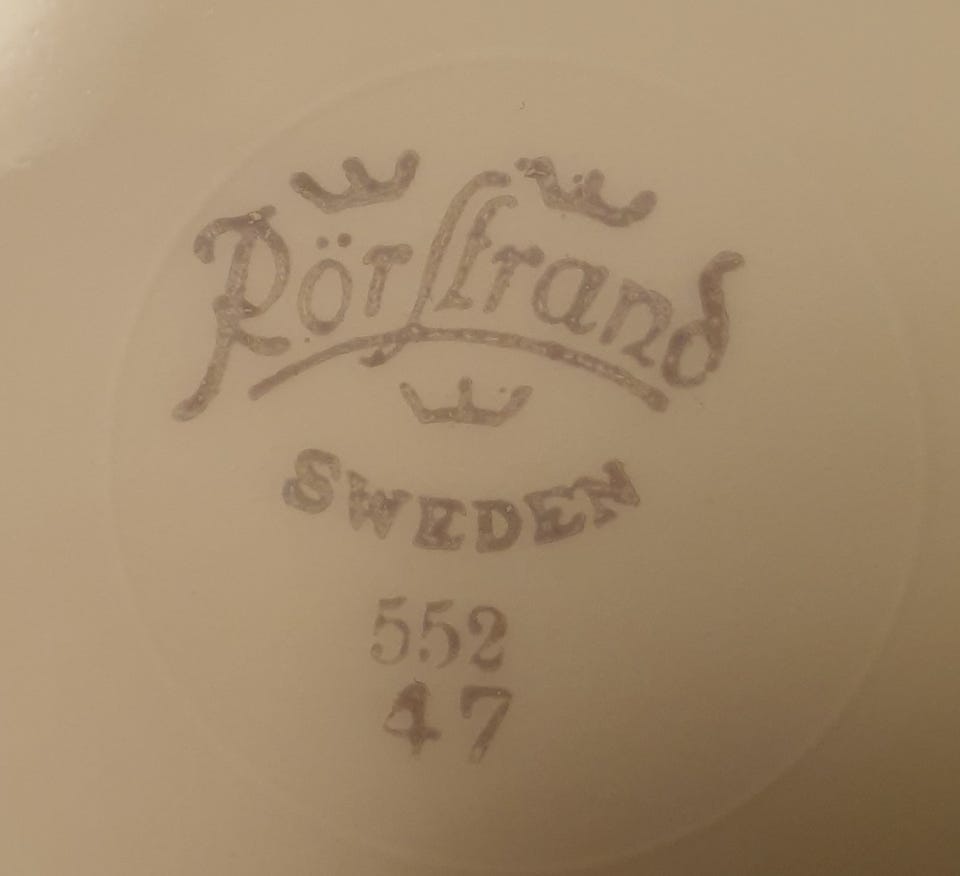 Rörstrand
SWEDEN
552
47